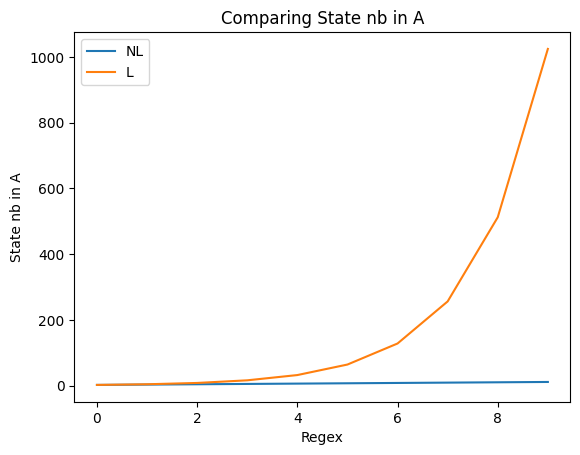 Comparing State nb in A
NL
L
State nb in A
1000
800
600
400
200
0
0 2 4 6 8
Regex